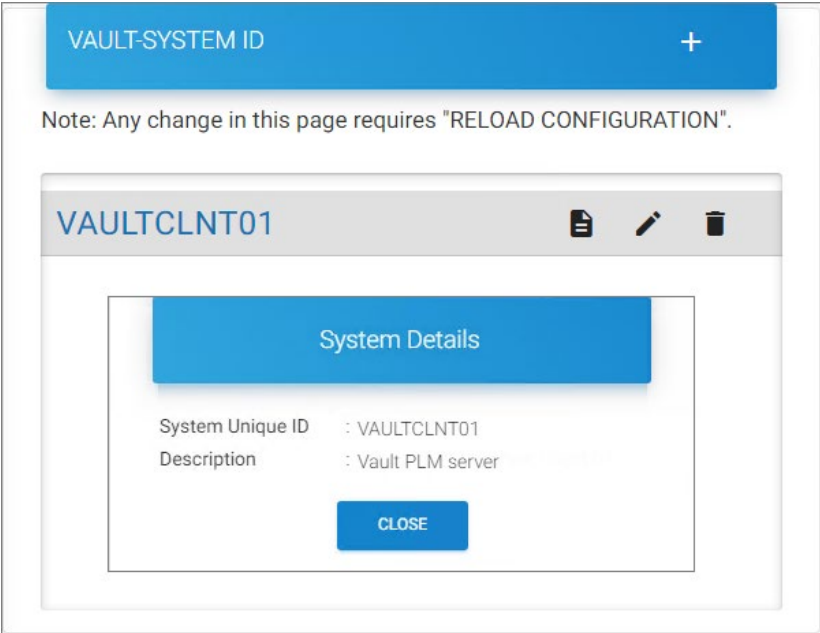 VAULT-SYSTEM ID +
Note: Any change in this page requires "RELOAD CONFIGURATION".
VAULTCLNT01
System Details
System Unique ID : VAULTCLNT01
Description : Vault PLM server
CLOSE